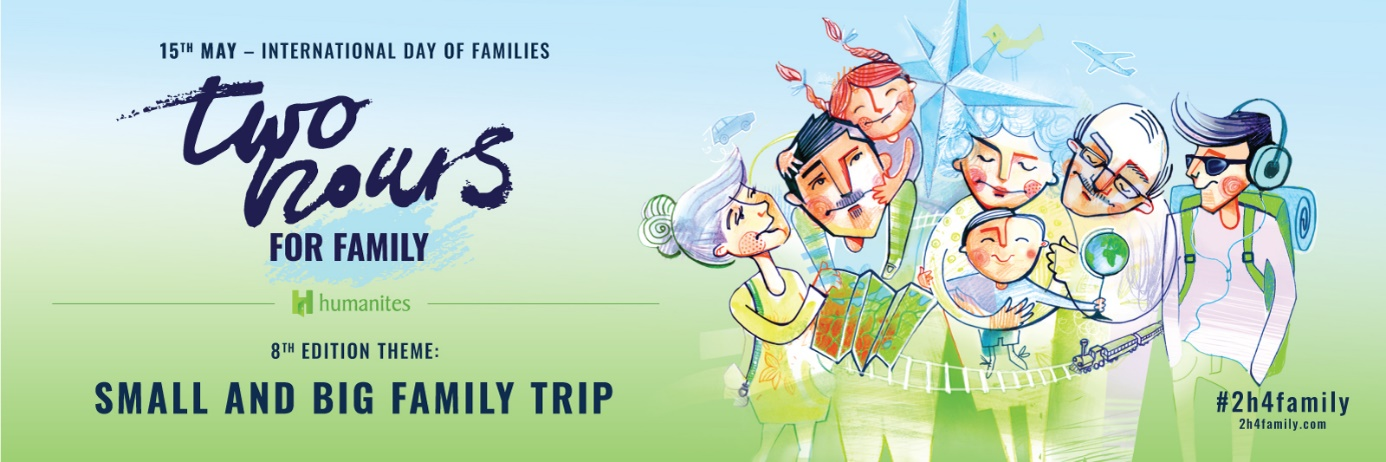 15TH MAY – INTERNATIONAL DAY OF FAMILIES
two
hours
FOR FAMILY
humanites
8TH EDITION THEME:
SMALL AND BIG FAMILY TRIP
#2h4family
2h4family.com